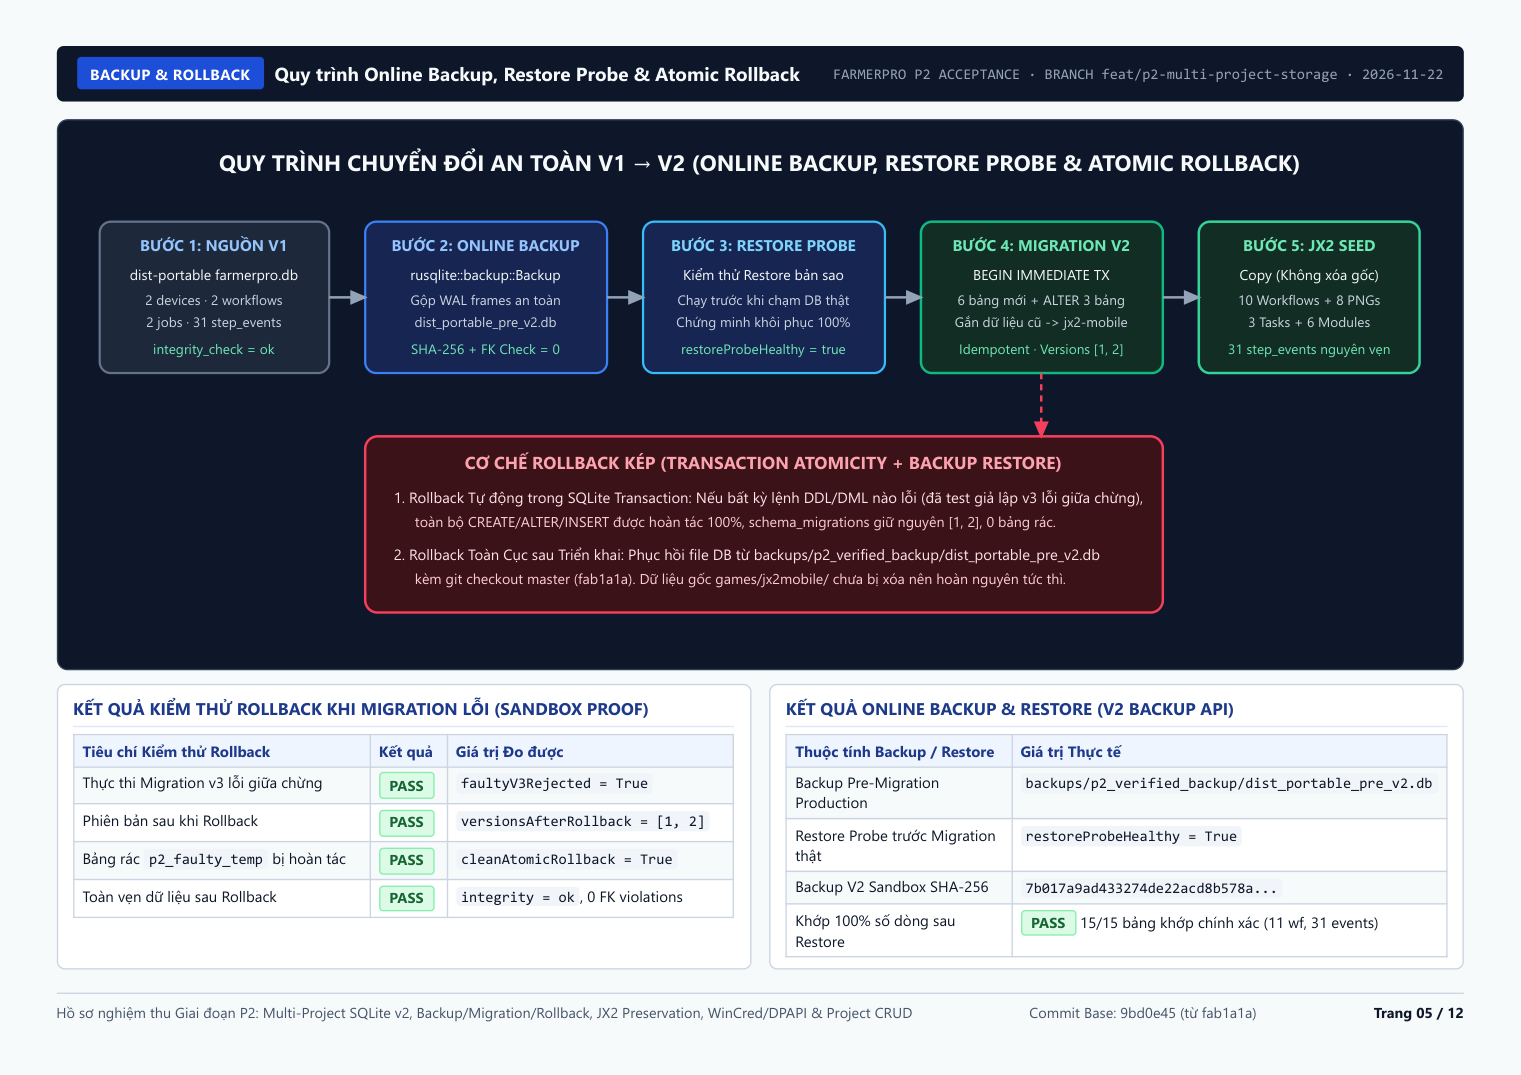 BACKUP & ROLLBACK
Quy trình Online Backup, Restore Probe & Atomic Rollback
FARMERPRO P2 ACCEPTANCE · BRANCH feat/p2-multi-project-storage · 2026-11-22
QUY TRÌNH CHUYỂN ĐỔI AN TOÀN V1 → V2 (ONLINE BACKUP, RESTORE PROBE & ATOMIC ROLLBACK)
BƯỚC 1: NGUỒN V1
dist-portable farmerpro.db
2 devices · 2 workflows
2 jobs · 31 step_events
integrity_check = ok
BƯỚC 2: ONLINE BACKUP
rusqlite::backup::Backup
Gộp WAL frames an toàn
dist_portable_pre_v2.db
SHA-256 + FK Check = 0
BƯỚC 3: RESTORE PROBE
Kiểm thử Restore bản sao
Chạy trước khi chạm DB thật
Chứng minh khôi phục 100%
restoreProbeHealthy = true
BƯỚC 4: MIGRATION V2
BEGIN IMMEDIATE TX
6 bảng mới + ALTER 3 bảng
Gắn dữ liệu cũ -> jx2-mobile
Idempotent · Versions [1, 2]
BƯỚC 5: JX2 SEED
Copy (Không xóa gốc)
10 Workflows + 8 PNGs
3 Tasks + 6 Modules
31 step_events nguyên vẹn
CƠ CHẾ ROLLBACK KÉP (TRANSACTION ATOMICITY + BACKUP RESTORE)
1. Rollback Tự động trong SQLite Transaction: Nếu bất kỳ lệnh DDL/DML nào lỗi (đã test giả lập v3 lỗi giữa chừng),
toàn bộ CREATE/ALTER/INSERT được hoàn tác 100%, schema_migrations giữ nguyên [1, 2], 0 bảng rác.
2. Rollback Toàn Cục sau Triển khai: Phục hồi file DB từ backups/p2_verified_backup/dist_portable_pre_v2.db
kèm git checkout master (fab1a1a). Dữ liệu gốc games/jx2mobile/ chưa bị xóa nên hoàn nguyên tức thì.
KẾT QUẢ KIỂM THỬ ROLLBACK KHI MIGRATION LỖI (SANDBOX PROOF)
Tiêu chí Kiểm thử Rollback
Kết quả
Giá trị Đo được
Thực thi Migration v3 lỗi giữa chừng
PASS
faultyV3Rejected = True
Phiên bản sau khi Rollback
PASS
versionsAfterRollback = [1, 2]
Bảng rác p2_faulty_temp bị hoàn tác
PASS
cleanAtomicRollback = True
Toàn vẹn dữ liệu sau Rollback
PASS
integrity = ok, 0 FK violations
KẾT QUẢ ONLINE BACKUP & RESTORE (V2 BACKUP API)
Thuộc tính Backup / Restore
Giá trị Thực tế
Backup Pre-Migration
Production
backups/p2_verified_backup/dist_portable_pre_v2.db
Restore Probe trước Migration
thật
restoreProbeHealthy = True
Backup V2 Sandbox SHA-256
7b017a9ad433274de22acd8b578a...
Khớp 100% số dòng sau
Restore
PASS 15/15 bảng khớp chính xác (11 wf, 31 events)
Hồ sơ nghiệm thu Giai đoạn P2: Multi-Project SQLite v2, Backup/Migration/Rollback, JX2 Preservation, WinCred/DPAPI & Project CRUD
Commit Base: 9bd0e45 (từ fab1a1a)
Trang 05 / 12